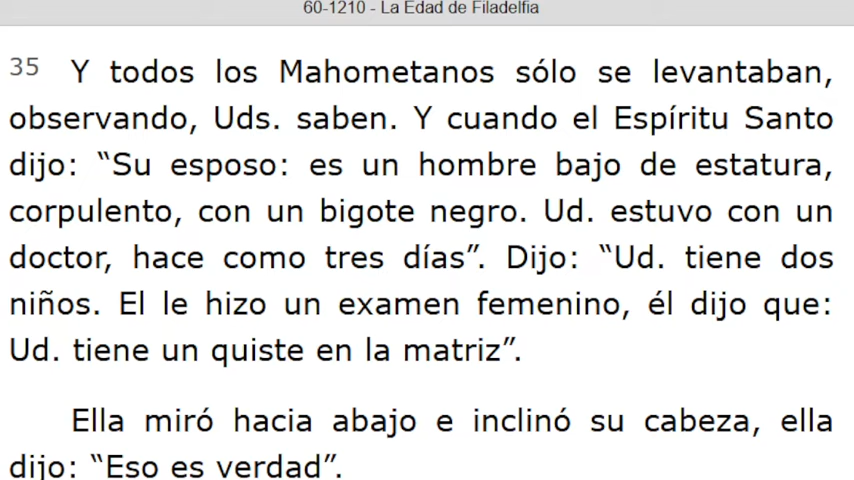 60-1210 - La Edad de Filadelfia
35 Y todos los Mahometanos sólo se levantaban,
observando, Uds. saben. Y cuando el Espíritu Santo
dijo: “Su esposo: es un hombre bajo de estatura,
corpulento, con un bigote negro. Ud. estuvo con un
doctor, hace como tres días”. Dijo: “Ud. tiene dos
niños. El le hizo un examen femenino, él dijo que:
Ud. tiene un quiste en la matriz”.
Ella miró hacia abajo e inclinó su cabeza, ella
dijo: “Eso es verdad”.